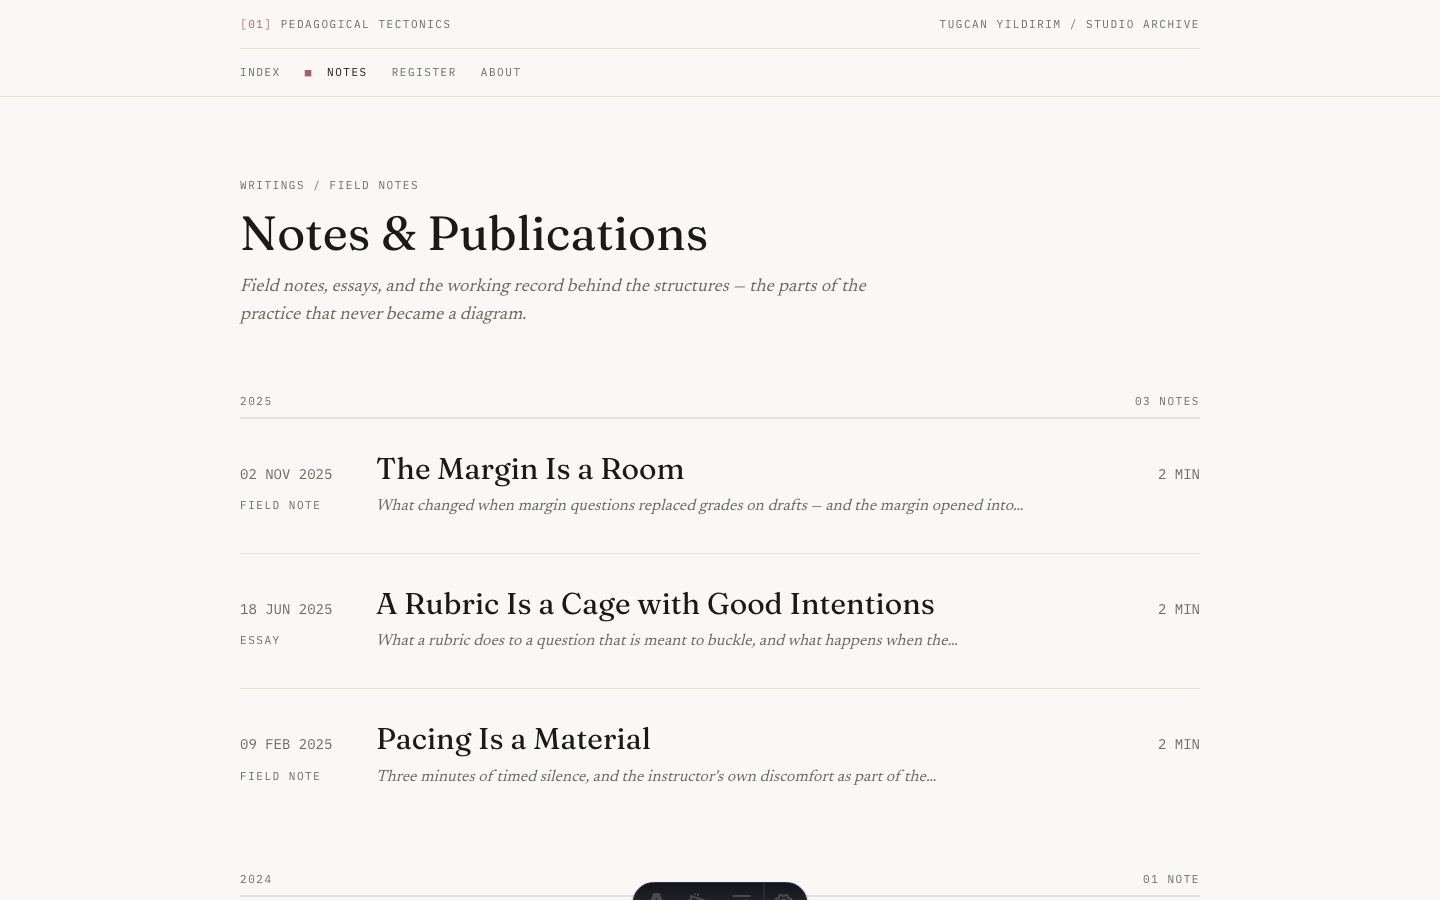 [01] PEDAGOGICAL TECTONICS
TUGCAN YILDIRIM / STUDIO ARCHIVE
INDEX
NOTES
REGISTER
ABOUT
WRITINGS / FIELD NOTES
Notes & Publications
Field notes, essays, and the working record behind the structures — the parts of the
practice that never became a diagram.
2025
03 NOTES
02 NOV 2025
The Margin Is a Room
2 MIN
FIELD NOTE
What changed when margin questions replaced grades on drafts — and the margin opened into…
18 JUN 2025
A Rubric Is a Cage with Good Intentions
2 MIN
ESSAY
What a rubric does to a question that is meant to buckle, and what happens when the…
09 FEB 2025
Pacing Is a Material
2 MIN
FIELD NOTE
Three minutes of timed silence, and the instructor's own discomfort as part of the…
2024
01 NOTE